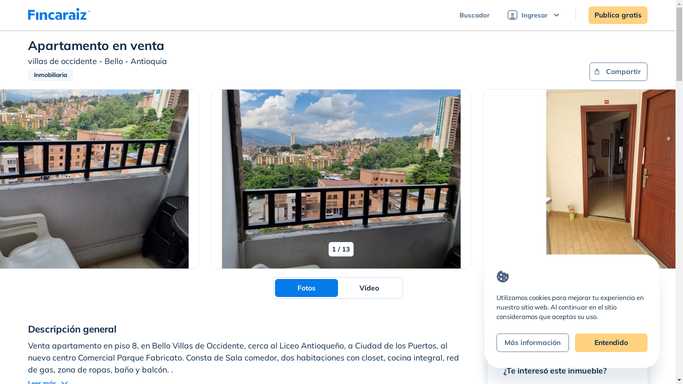 Fincaraiz
Buscador
Ingresar
Publica gratis
Apartamento en venta
villas de occidente - Bello - Antioquia
Inmobiliaria
Compartir
1 / 13
Fotos
Video
Utilizamos cookies para mejorar tu experiencia en
nuestro sitio web. Al continuar en el sitio
consideramos que aceptas su uso.
Más información
Entendido
Descripción general
Venta apartamento en piso 8, en Bello Villas de Occidente, cerca al Liceo Antioqueño, a Ciudad de los Puertos, al
nuevo centro Comercial Parque Fabricato. Consta de Sala comedor, dos habitaciones con closet, cocina integral, red
de gas, zona de ropas, baño y balcón. .
Leer más
¿Te interesó este inmueble?